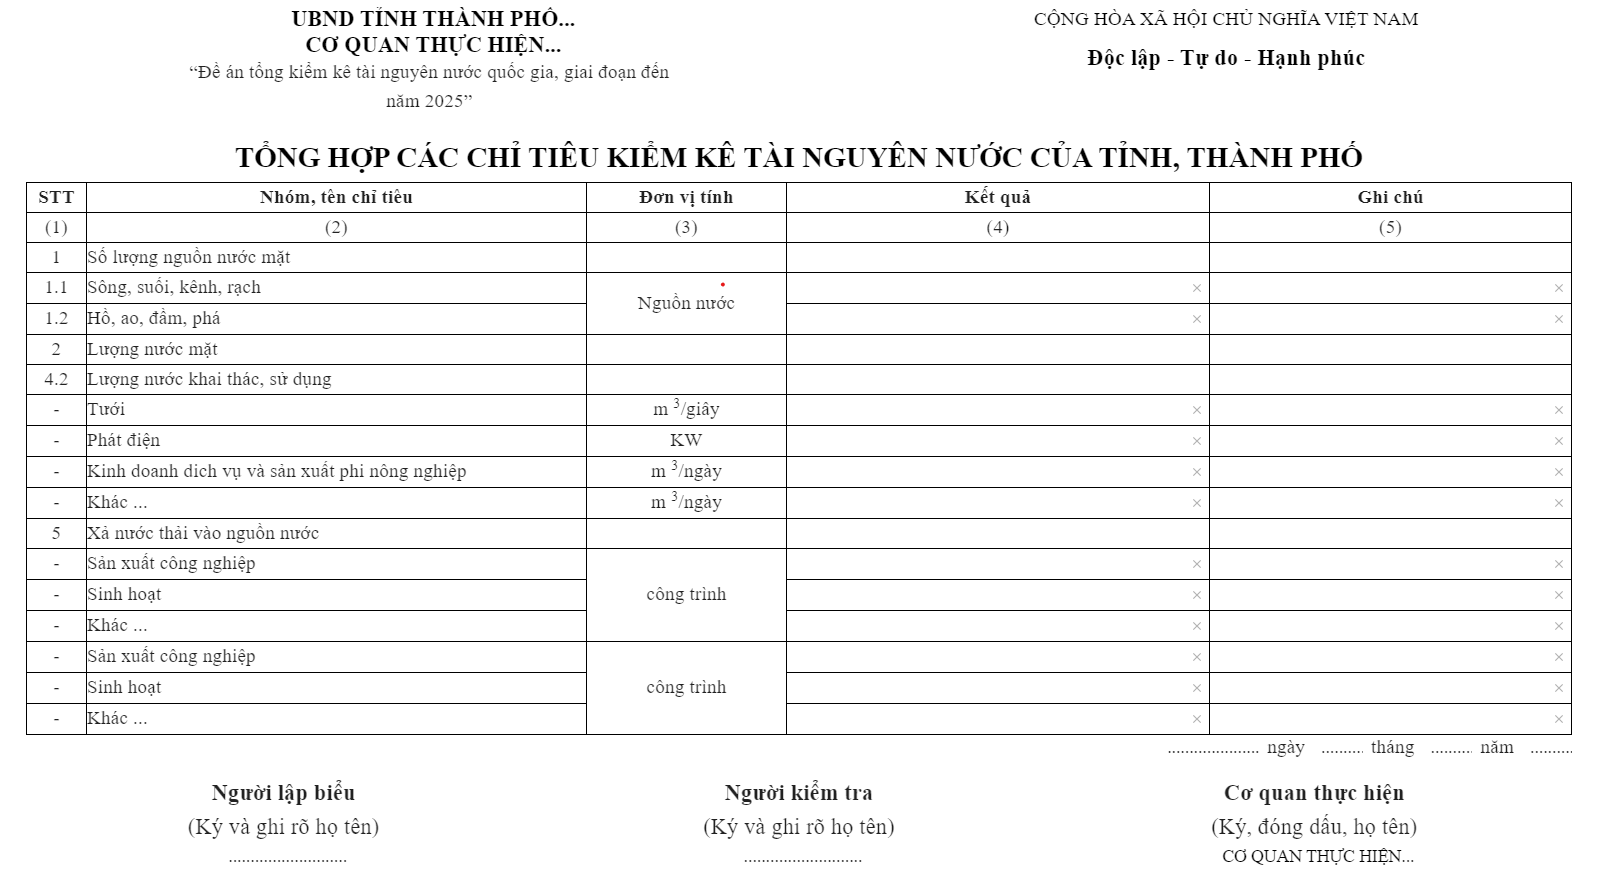 UBND TỈNH THÀNH PHỐ...
CƠ QUAN THỰC HIỆN...
“Đề án tổng kiểm kê tài nguyên nước quốc gia, giai đoạn đến
năm 2025”
CỘNG HÒA XÃ HỘI CHỦ NGHĨA VIỆT NAM
Độc lập - Tự do - Hạnh phúc
TỔNG HỢP CÁC CHỈ TIÊU KIỂM KÊ TÀI NGUYÊN NƯỚC CỦA TỈNH, THÀNH PHỐ
STT Nhóm, tên chỉ tiêu Đơn vị tính Kết quả Ghi chú
(1) (2) (3) (4) (5)
1 Số lượng nguồn nước mặt
1.1 Sông, suối, kênh, rạch × ×
Nguồn nước
1.2 Hồ, ao, đầm, phá × ×
2 Lượng nước mặt
4.2 Lượng nước khai thác, sử dụng
- Tưới m ³/giây × ×
- Phát điện KW × ×
- Kinh doanh dich vụ và sản xuất phi nông nghiệp m ³/ngày × ×
- Khác ... m ³/ngày × ×
5 Xả nước thải vào nguồn nước
- Sản xuất công nghiệp × ×
- Sinh hoạt công trình × ×
- Khác ... × ×
- Sản xuất công nghiệp × ×
- Sinh hoạt công trình × ×
- Khác ... × ×
..................... ngày .......... tháng .......... năm ..........
Người lập biểu
(Ký và ghi rõ họ tên)
...........................
Người kiểm tra
(Ký và ghi rõ họ tên)
...........................
Cơ quan thực hiện
(Ký, đóng dấu, họ tên)
CƠ QUAN THỰC HIỆN...